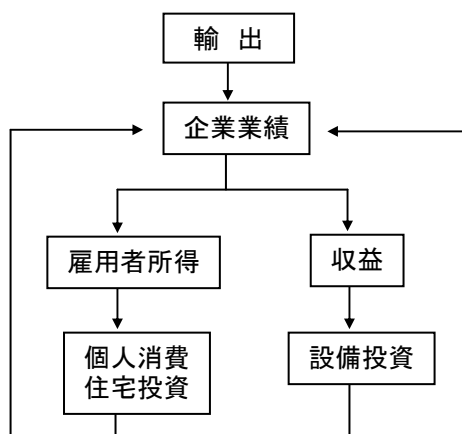 輸 出
企業業績
雇用者所得
収益
個人消費
住宅投資
設備投資